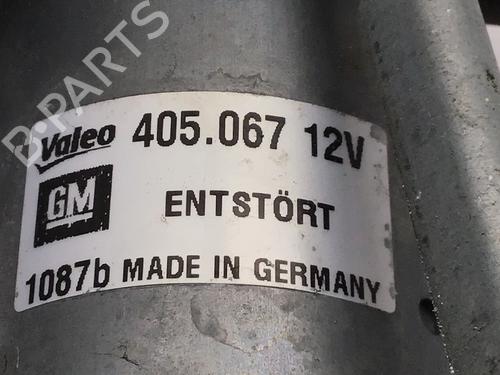 B-PARTS
Valeo 405.067 12V
GM ENTSTÖRT
1087b MADE IN GERMANY